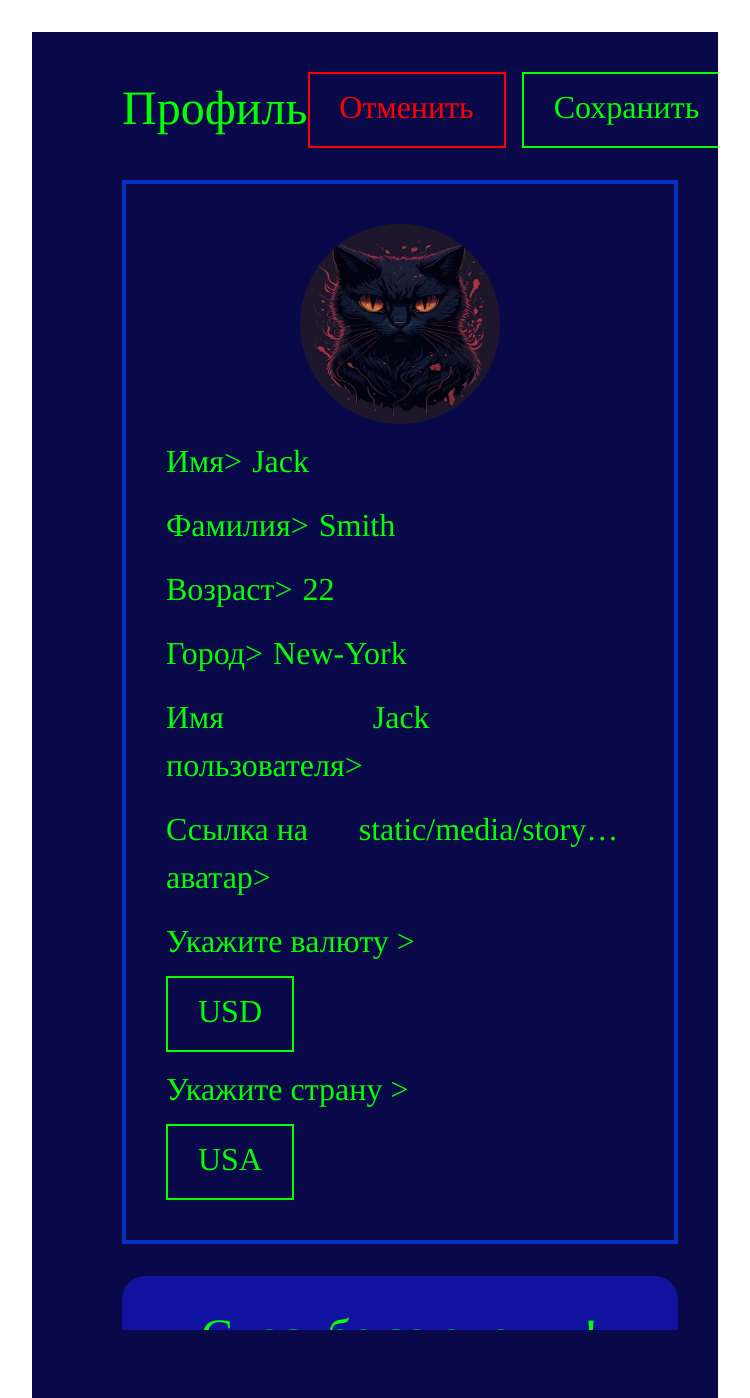 Профиль Отменить Сохранить
Имя> Jack
Фамилия> Smith
Возраст> 22
Город> New-York
Имя Jack
пользователя>
Ссылка на static/media/story…
аватар>
Укажите валюту >
USD
Укажите страну >
USA